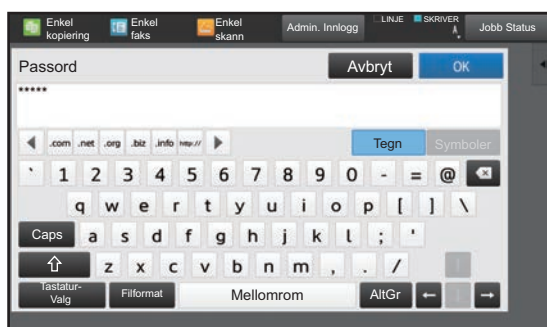 Enkel kopiering
Enkel faks
Enkel skann
Admin. Innlogg
LINJE
SKRIVER
Jobb Status
Passord
Avbryt
OK
*****
.com .net .org .biz .info http://
Tegn
Symboler
` 1 2 3 4 5 6 7 8 9 0 - = @
q w e r t y u i o p [ ] \
Caps a s d f g h j k l ; '
z x c v b n m , . /
Tastatur-
Valg
Filformat
Mellomrom
AltGr